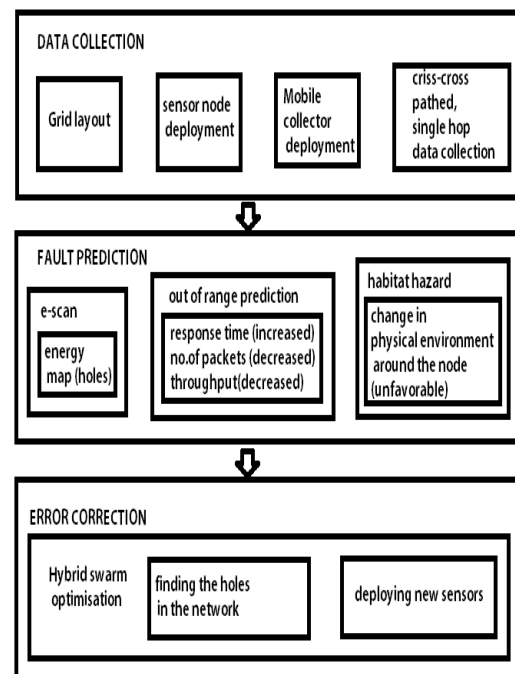 DATA COLLECTION
Grid layout
sensor node
deployment
Mobile
collector
deployment
criss-cross
pathed,
single hop
data collection
FAULT PREDICTION
e-scan
energy
map (holes)
out of range prediction
response time (increased)
no.of packets (decreased)
throughput(decreased)
habitat hazard
change in
physical environment
around the node
(unfavorable)
ERROR CORRECTION
Hybrid swarm
optimisation
finding the holes
in the network
deploying new sensors